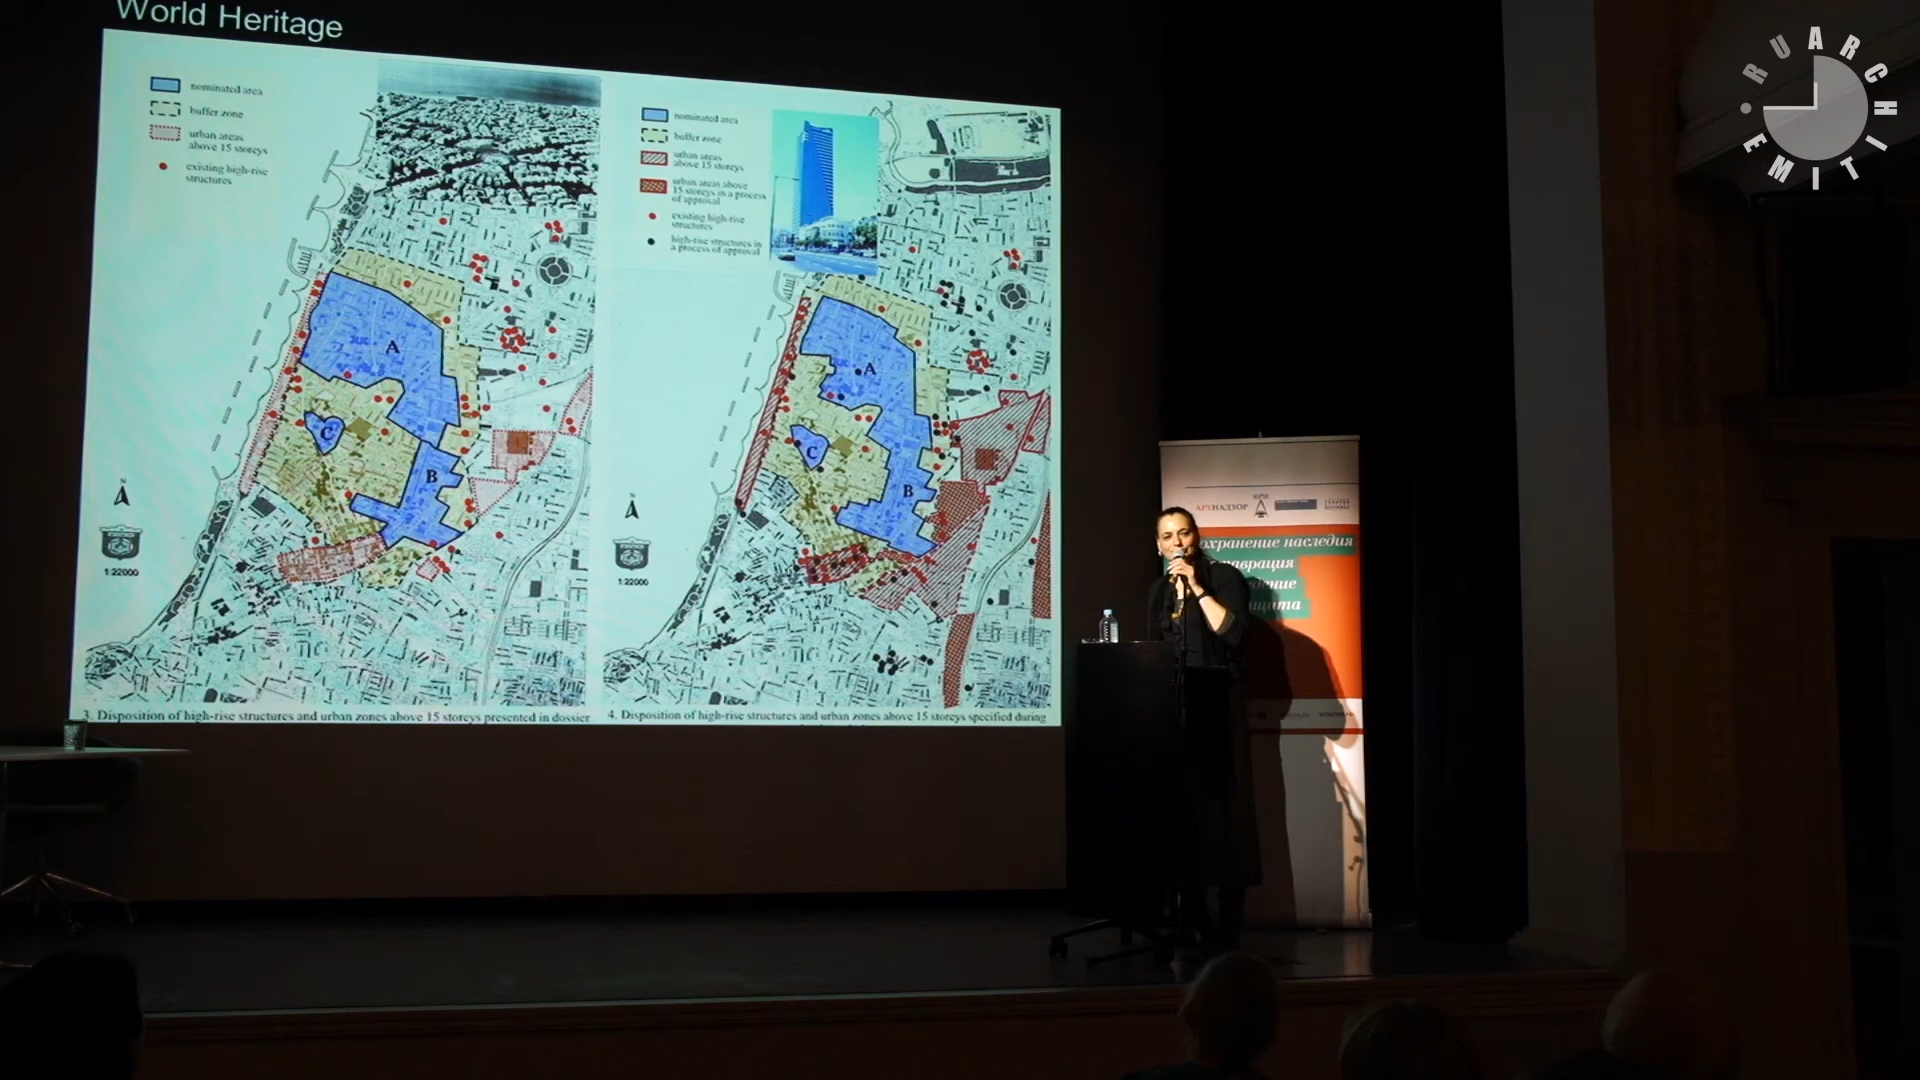 World Heritage
nominated area
buffer zone
urban areas
above 15 storeys
existing high-rise
structures
A
C
B
N
1:22000
3. Disposition of high-rise structures and urban zones above 15 storeys presented in dossier
nominated area
buffer zone
urban areas
above 15 storeys
urban areas above
15 storeys in a process
of approval
existing high-rise
structures
high-rise structures in
a process of approval
A
C
B
N
1:22000
4. Disposition of high-rise structures and urban zones above 15 storeys specified during
АРХНАДЗОР
охранение наследия
аврация
дение
щита
RUARCHITIME